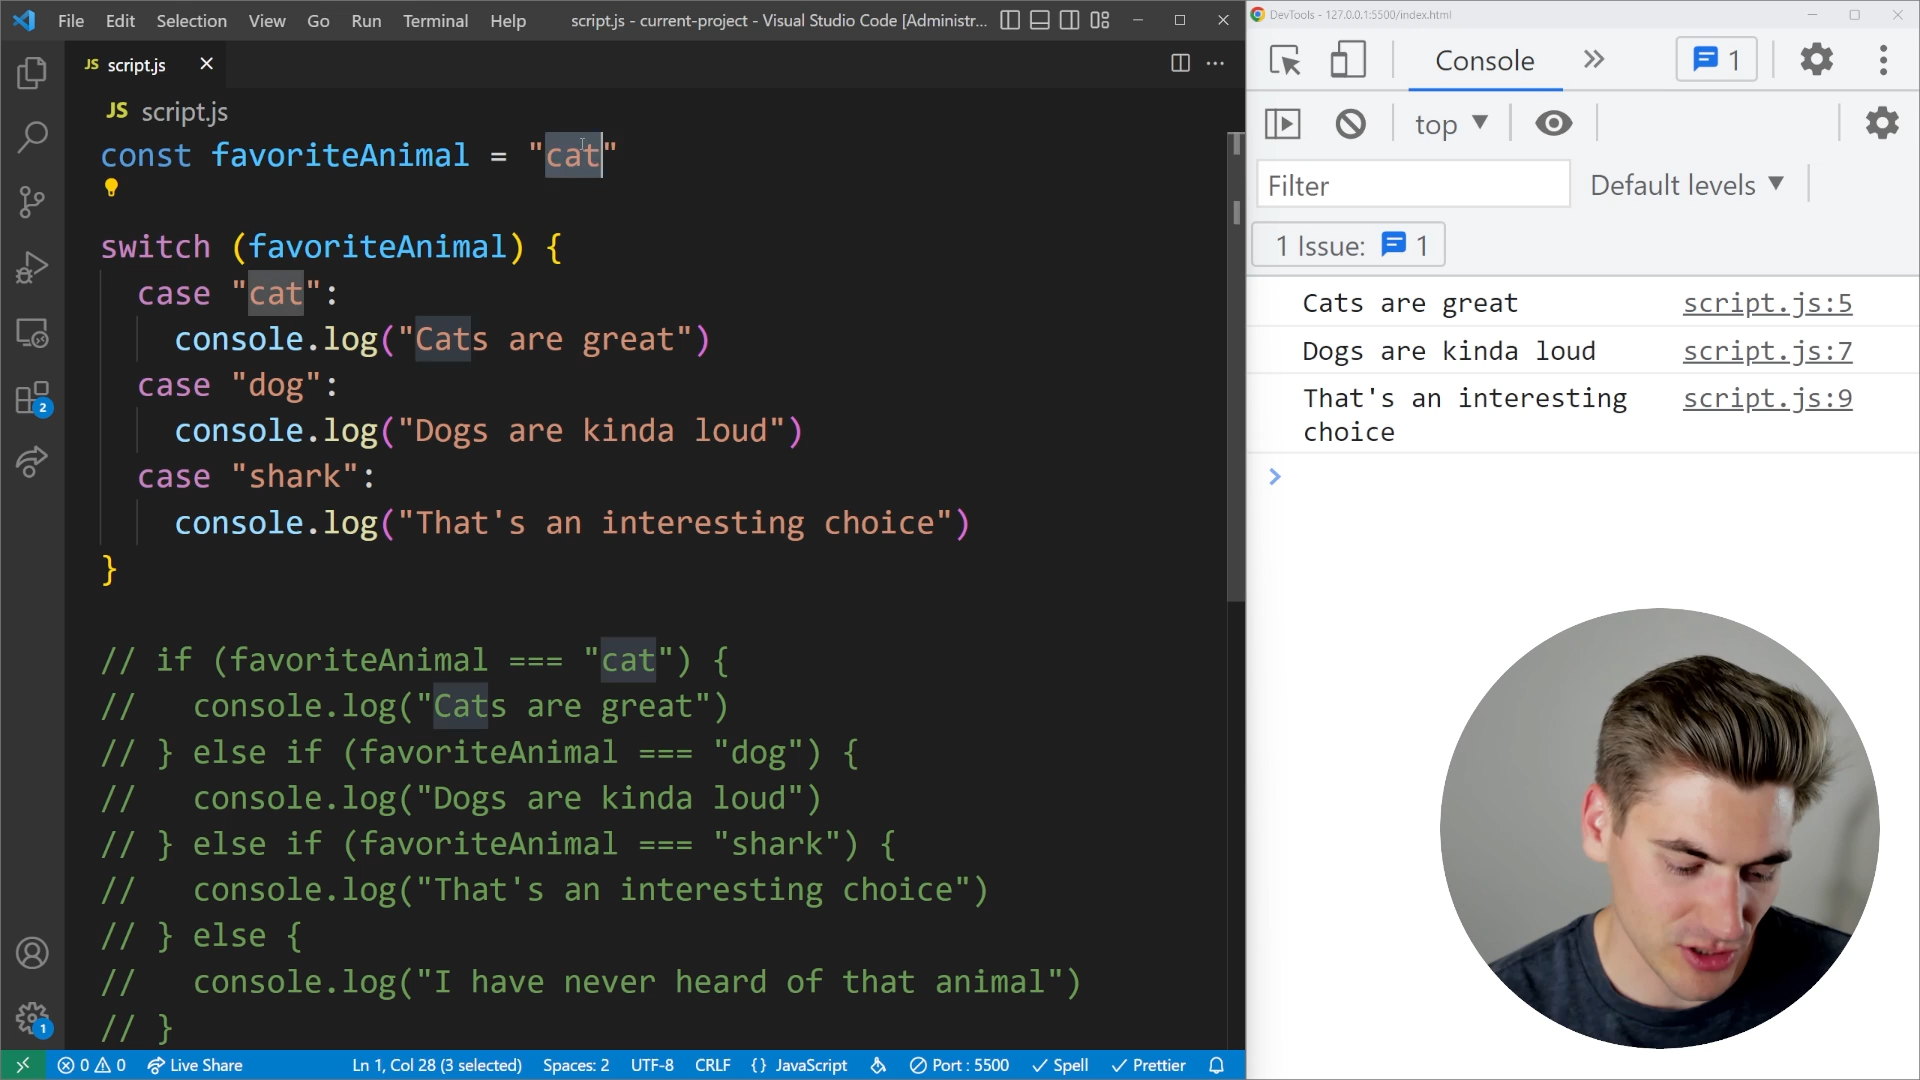 File Edit Selection View Go Run Terminal Help script.js - current-project - Visual Studio Code [Administr...
JS script.js
JS script.js
const favoriteAnimal = "cat"
switch (favoriteAnimal) {
case "cat":
console.log("Cats are great")
case "dog":
console.log("Dogs are kinda loud")
case "shark":
console.log("That's an interesting choice")
}
// if (favoriteAnimal === "cat") {
// console.log("Cats are great")
// } else if (favoriteAnimal === "dog") {
// console.log("Dogs are kinda loud")
// } else if (favoriteAnimal === "shark") {
// console.log("That's an interesting choice")
// } else {
// console.log("I have never heard of that animal")
// }
2
1
0 0 Live Share Ln 1, Col 28 (3 selected) Spaces: 2 UTF-8 CRLF {} JavaScript Port : 5500 Spell Prettier
DevTools - 127.0.0.1:5500/index.html
Console 1
top
Filter Default levels
1 Issue: 1
Cats are great script.js:5
Dogs are kinda loud script.js:7
That's an interesting script.js:9
choice